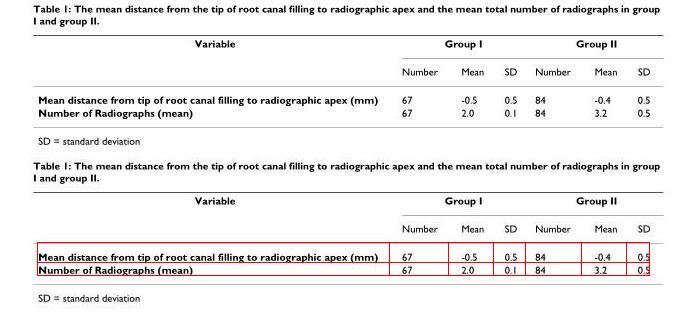 Table 1: The mean distance from the tip of root canal filling to radiographic apex and the mean total number of radiographs in group
I and group II.
Variable Group I Group II
Number Mean SD Number Mean SD
Mean distance from tip of root canal filling to radiographic apex (mm) 67 -0.5 0.5 84 -0.4 0.5
Number of Radiographs (mean) 67 2.0 0.1 84 3.2 0.5
SD = standard deviation
Table 1: The mean distance from the tip of root canal filling to radiographic apex and the mean total number of radiographs in group
I and group II.
Variable Group I Group II
Number Mean SD Number Mean SD
Mean distance from tip of root canal filling to radiographic apex (mm) 67 -0.5 0.5 84 -0.4 0.5
Number of Radiographs (mean) 67 2.0 0.1 84 3.2 0.5
SD = standard deviation